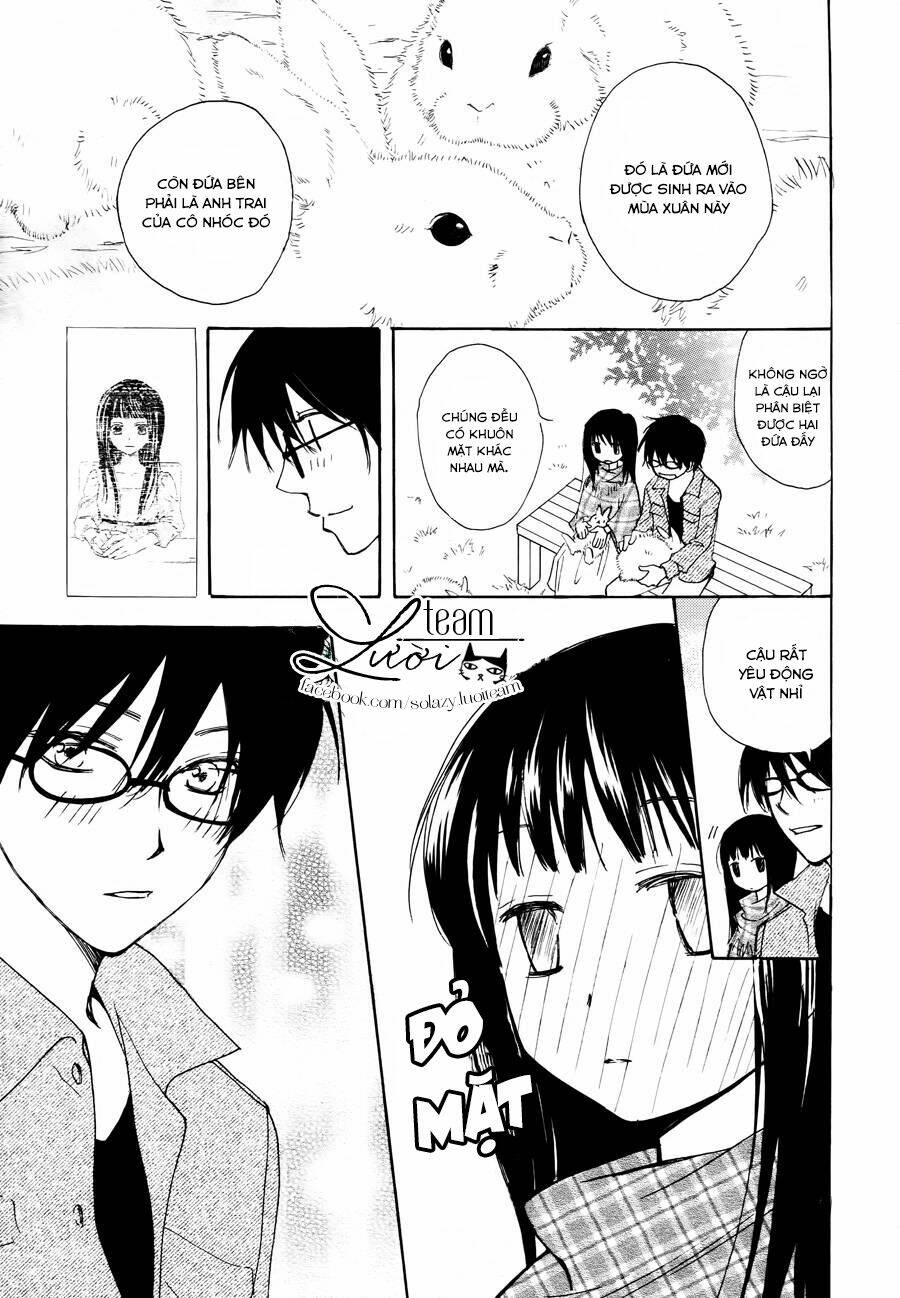 ĐÓ LÀ ĐỨA MỚI
ĐƯỢC SINH RA VÀO
MÙA XUÂN NÀY
CÒN ĐỨA BÊN
PHẢI LÀ ANH TRAI
CỦA CÔ NHÓC ĐÓ
KHÔNG NGỜ
LÀ CẬU LẠI
PHÂN BIỆT
ĐƯỢC HAI
ĐỨA ĐẤY
CHÚNG ĐỀU
CÓ KHUÔN
MẶT KHÁC
NHAU MÀ.
team
Lười
facebook.com/solazy.luoiteam
CẬU RẤT
YÊU ĐỘNG
VẬT NHỈ
ĐỎ
MẶT